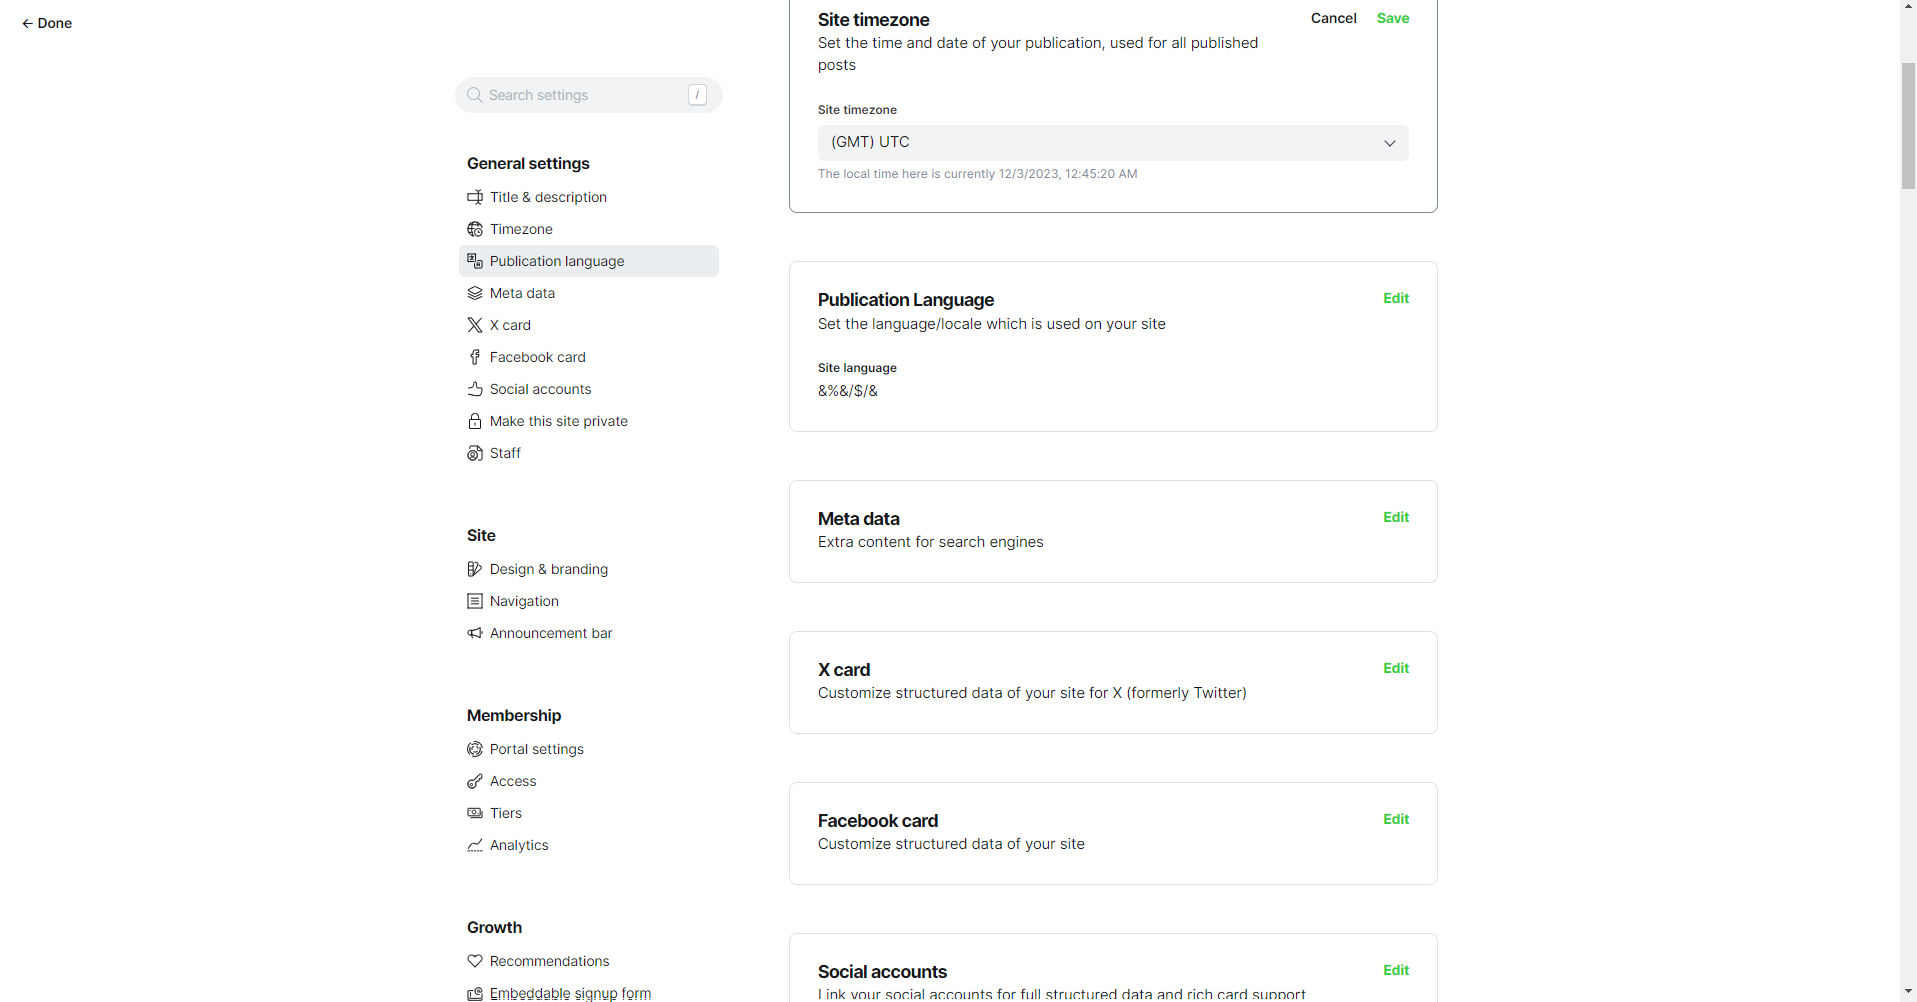 ← Done
Search settings
/
General settings
Title & description
Timezone
Publication language
Meta data
X card
Facebook card
Social accounts
Make this site private
Staff
Site
Design & branding
Navigation
Announcement bar
Membership
Portal settings
Access
Tiers
Analytics
Growth
Recommendations
Embeddable signup form
Site timezone
Cancel
Save
Set the time and date of your publication, used for all published
posts
Site timezone
(GMT) UTC
The local time here is currently 12/3/2023, 12:45:20 AM
Publication Language
Edit
Set the language/locale which is used on your site
Site language
&%&/$/&
Meta data
Edit
Extra content for search engines
X card
Edit
Customize structured data of your site for X (formerly Twitter)
Facebook card
Edit
Customize structured data of your site
Social accounts
Edit
Link your social accounts for full structured data and rich card support